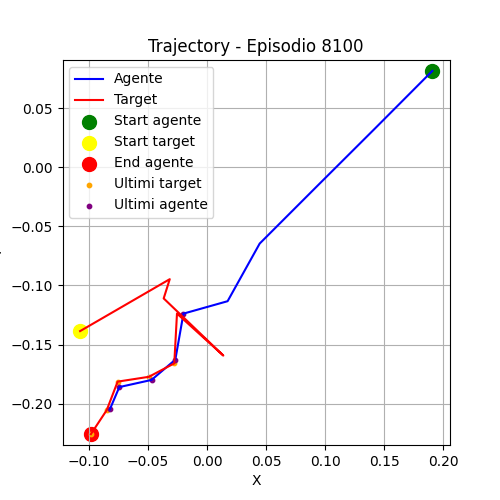 Trajectory - Episodio 8100
Agente
Target
Start agente
Start target
End agente
Ultimi target
Ultimi agente
0.05
0.00
−0.05
−0.10
−0.15
−0.20
−0.10
−0.05
0.00
0.05
0.10
0.15
0.20
X